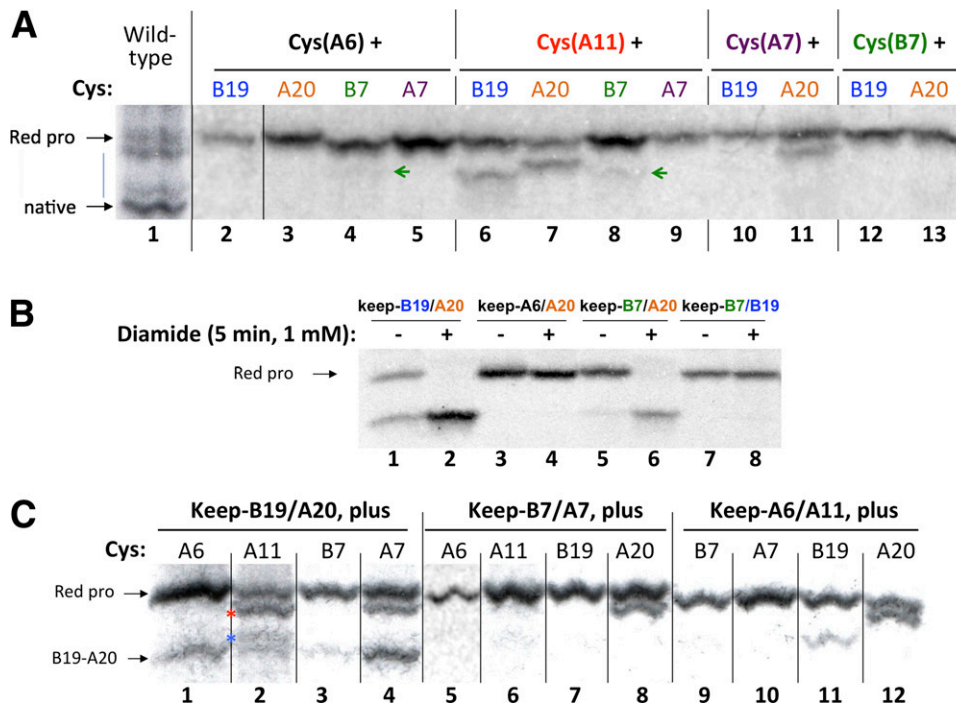 A
Wild-type
Cys(A6) +
Cys(A11) +
Cys(A7) +
Cys(B7) +
Cys:
B19 A20 B7 A7 B19 A20 B7 A7 B19 A20 B19 A20
Red pro
native
1 2 3 4 5 6 7 8 9 10 11 12 13
B
keep-B19/A20 keep-A6/A20 keep-B7/A20 keep-B7/B19
Diamide (5 min, 1 mM): - + - + - + - +
Red pro
1 2 3 4 5 6 7 8
C
Keep-B19/A20, plus Keep-B7/A7, plus Keep-A6/A11, plus
Cys: A6 A11 B7 A7 A6 A11 B19 A20 B7 A7 B19 A20
Red pro
*
*
B19-A20
1 2 3 4 5 6 7 8 9 10 11 12